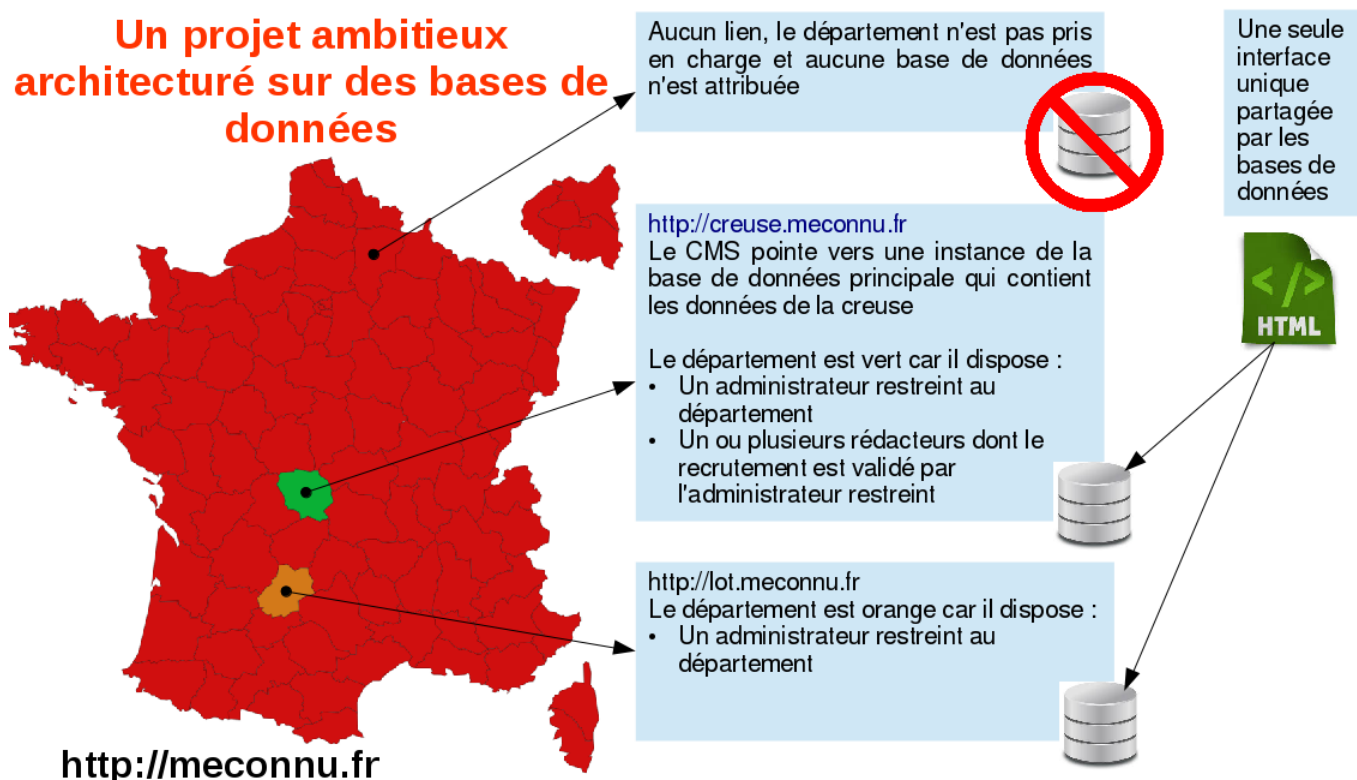 Un projet ambitieux
architecturé sur des bases de
données
Aucun lien, le département n'est pas pris
en charge et aucune base de données
n'est attribuée
Une seule
interface
unique
partagée
par les
bases de
données
http://creuse.meconnu.fr
Le CMS pointe vers une instance de la
base de données principale qui contient
les données de la creuse
Le département est vert car il dispose :
• Un administrateur restreint au
département
• Un ou plusieurs rédacteurs dont le
recrutement est validé par
l'administrateur restreint
</>
HTML
http://lot.meconnu.fr
Le département est orange car il dispose :
• Un administrateur restreint au
département
http://meconnu.fr